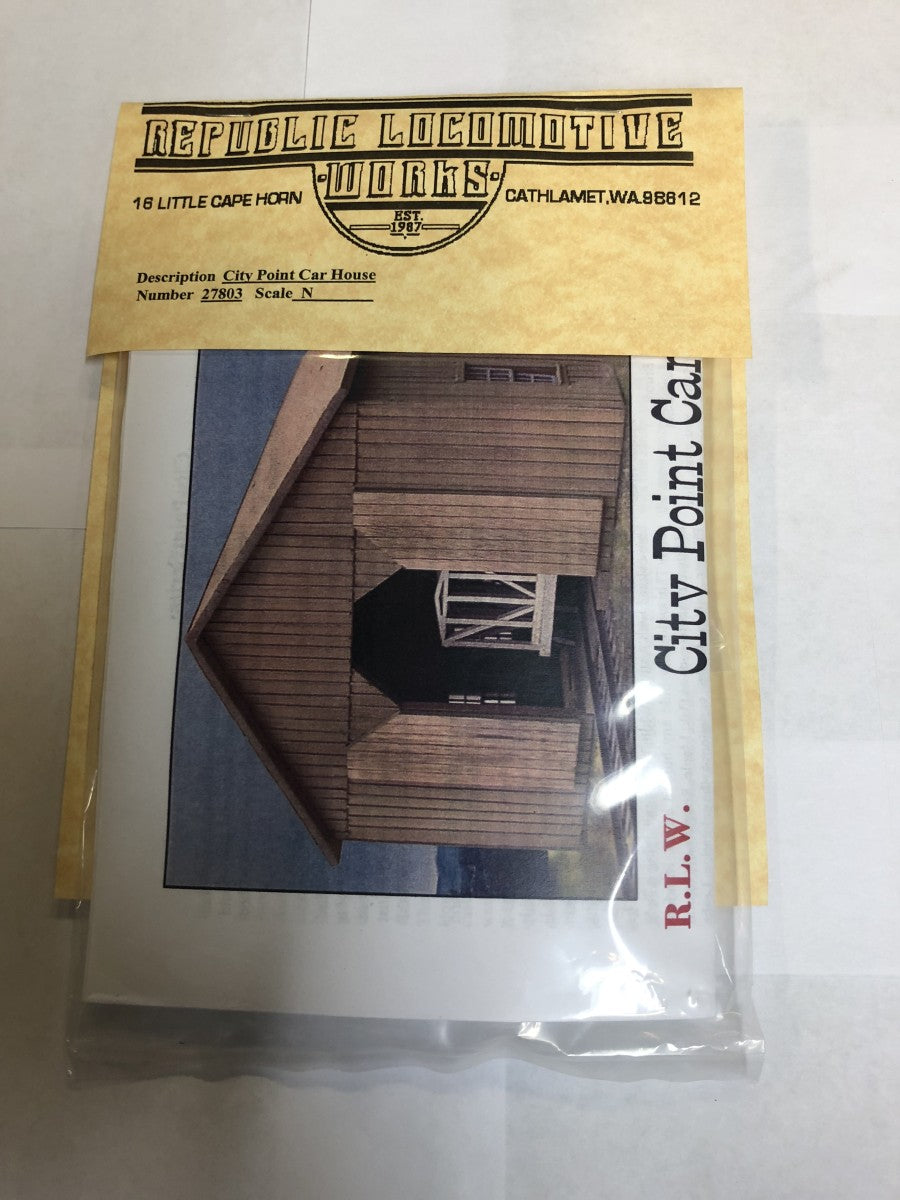 REPUBLIC LOCOMOTIVE
WORKS
16 LITTLE CAPE HORN
CATHLAMET, WA. 98612
EST.
1987
Description City Point Car House
Number 27803 Scale N
City Point Car
R.L.W.